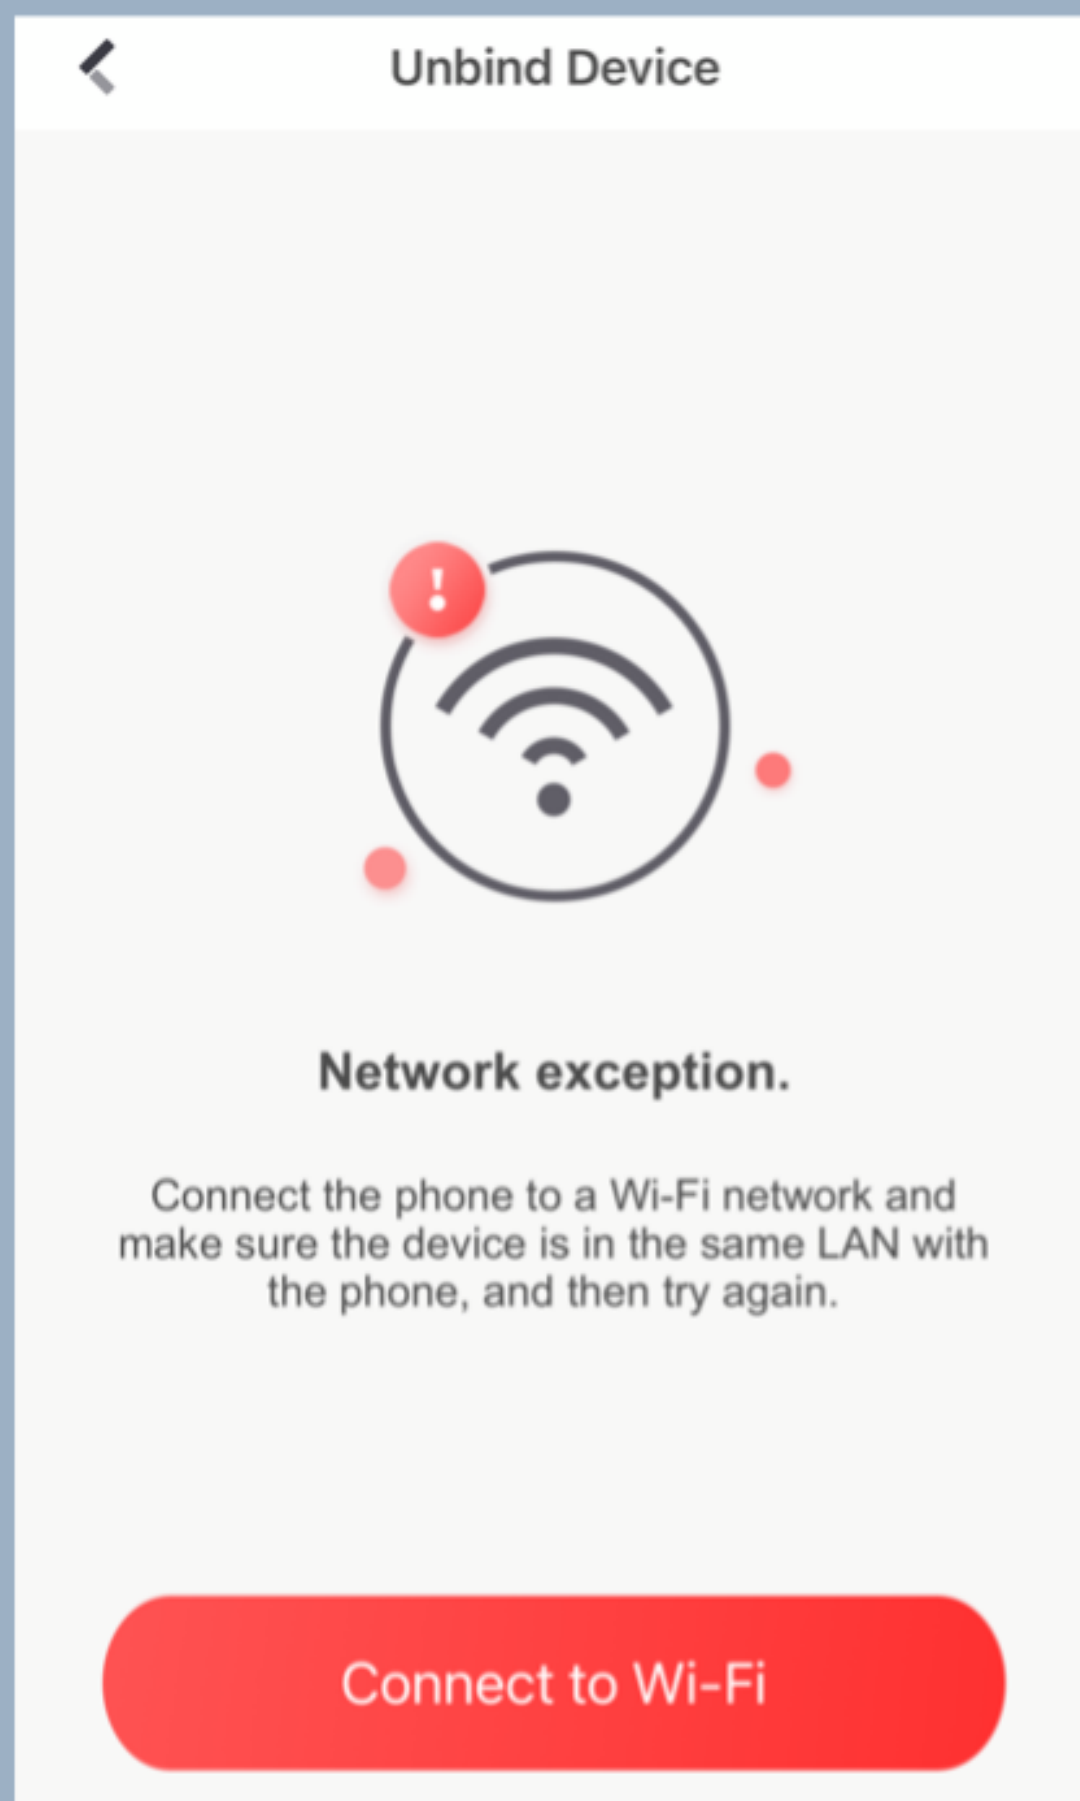 Unbind Device
!
Network exception.
Connect the phone to a Wi-Fi network and
make sure the device is in the same LAN with
the phone, and then try again.
Connect to Wi-Fi